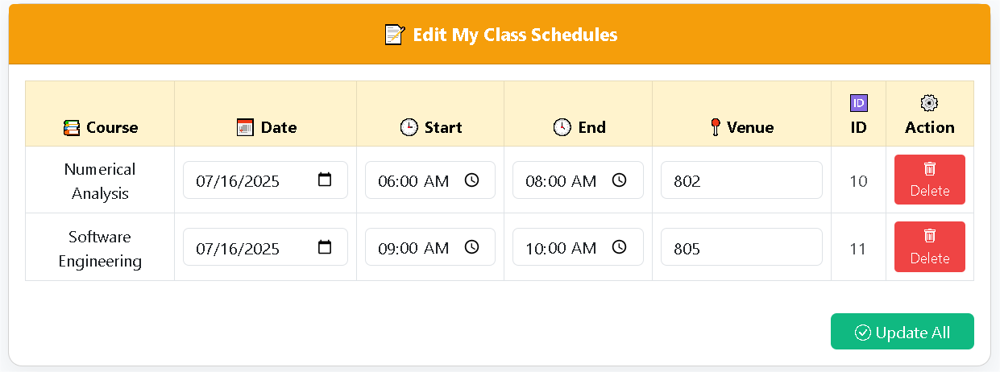 📝 Edit My Class Schedules
📚 Course 📅 Date 🕒 Start 🕓 End 📍 Venue 🆔 ID ⚙️ Action
Numerical Analysis 07/16/2025 06:00 AM 08:00 AM 802 10 Delete
Software Engineering 07/16/2025 09:00 AM 10:00 AM 805 11 Delete
Update All